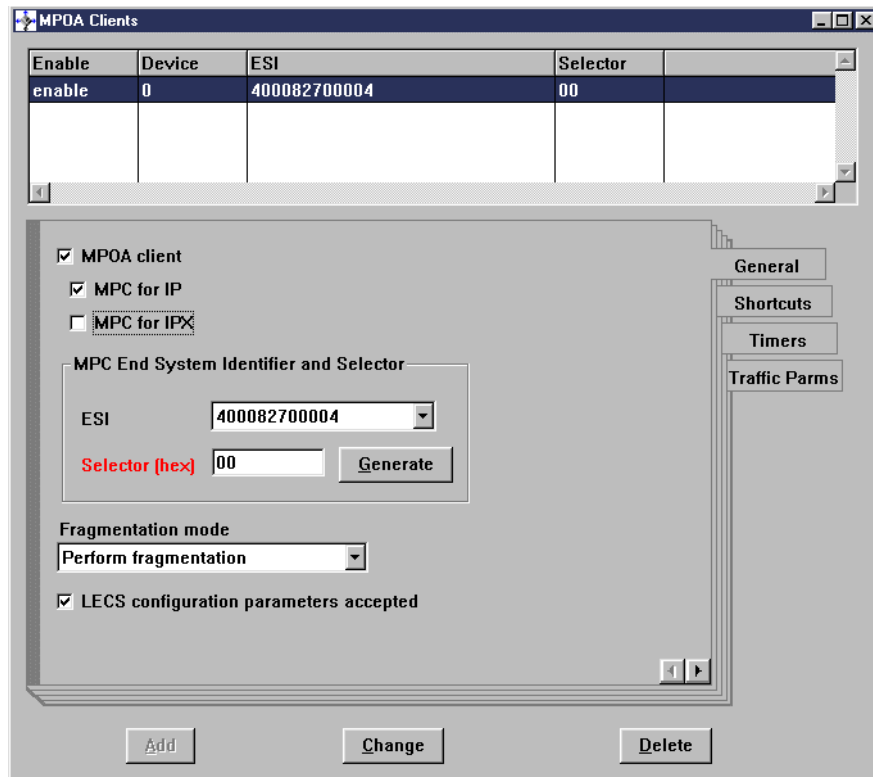 MPOA Clients
Enable Device ESI Selector
enable 0 400082700004 00
MPOA client
MPC for IP
MPC for IPX
MPC End System Identifier and Selector
ESI 400082700004
Selector (hex) 00 Generate
Fragmentation mode
Perform fragmentation
LECS configuration parameters accepted
General
Shortcuts
Timers
Traffic Parms
Add Change Delete